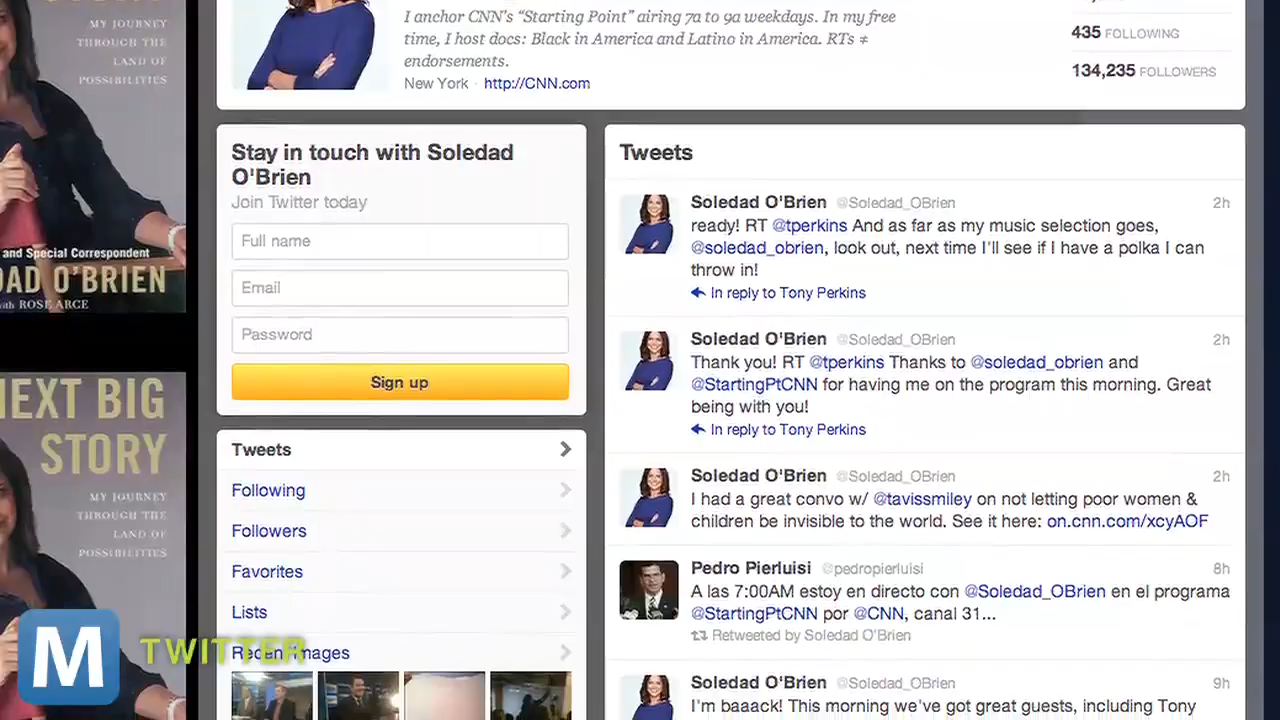 MY JOURNEY
THROUGH THE
LAND OF
POSSIBILITIES
and Special Correspondent
DAD O'BRIEN
with ROSE ARCE
NEXT BIG
STORY
MY JOURNEY
THROUGH THE
LAND OF
POSSIBILITIES
I anchor CNN's “Starting Point” airing 7a to 9a weekdays. In my free
time, I host docs: Black in America and Latino in America. RTs ≠
endorsements.
New York · http://CNN.com
435 FOLLOWING
134,235 FOLLOWERS
Stay in touch with Soledad
O'Brien
Join Twitter today
Full name
Email
Password
Sign up
Tweets
Following
Followers
Favorites
Lists
Recent images
Tweets
Soledad O'Brien @Soledad_OBrien 2h
ready! RT @tperkins And as far as my music selection goes,
@soledad_obrien, look out, next time I'll see if I have a polka I can
throw in!
In reply to Tony Perkins
Soledad O'Brien @Soledad_OBrien 2h
Thank you! RT @tperkins Thanks to @soledad_obrien and
@StartingPtCNN for having me on the program this morning. Great
being with you!
In reply to Tony Perkins
Soledad O'Brien @Soledad_OBrien 2h
I had a great convo w/ @tavissmiley on not letting poor women &
children be invisible to the world. See it here: on.cnn.com/xcyAOF
Pedro Pierluisi @pedropierluisi 8h
A las 7:00AM estoy en directo con @Soledad_OBrien en el programa
@StartingPtCNN por @CNN, canal 31...
Retweeted by Soledad O'Brien
Soledad O'Brien @Soledad_OBrien 9h
I'm baaack! This morning we've got great guests, including Tony
M TWITTER